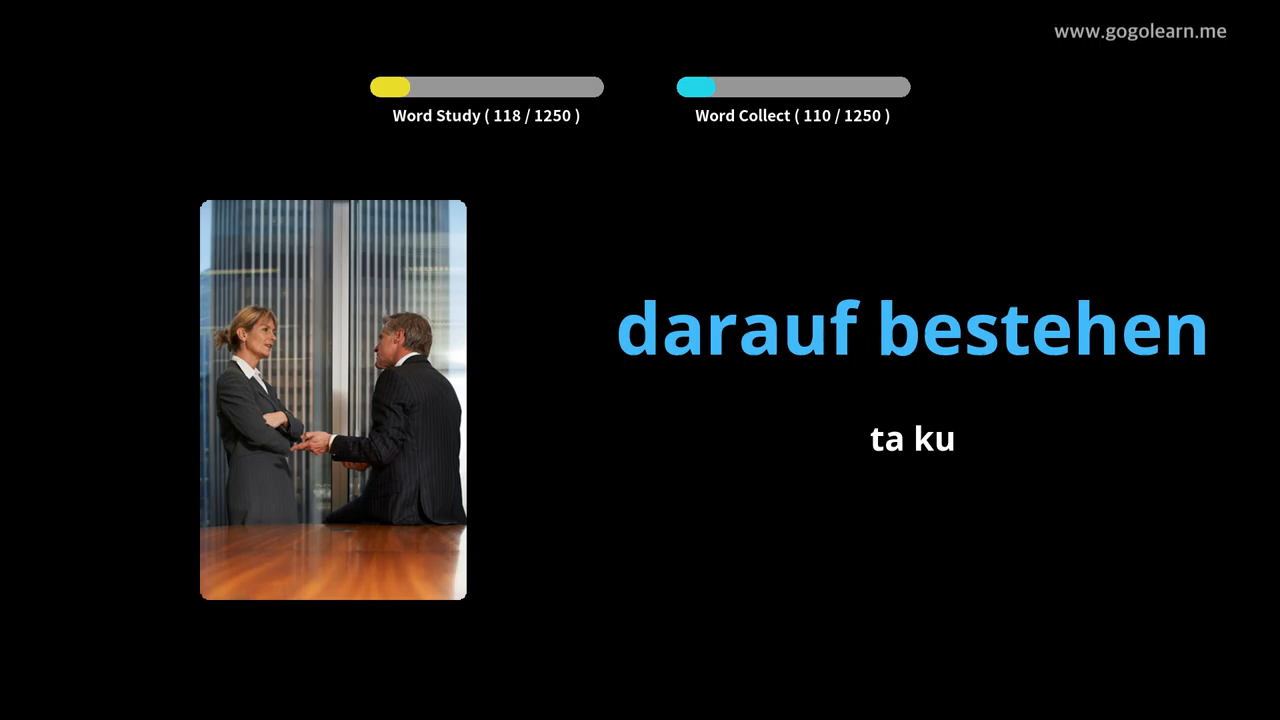 www.gogolearn.me
Word Study ( 118 / 1250 )
Word Collect ( 110 / 1250 )
darauf bestehen
ta ku